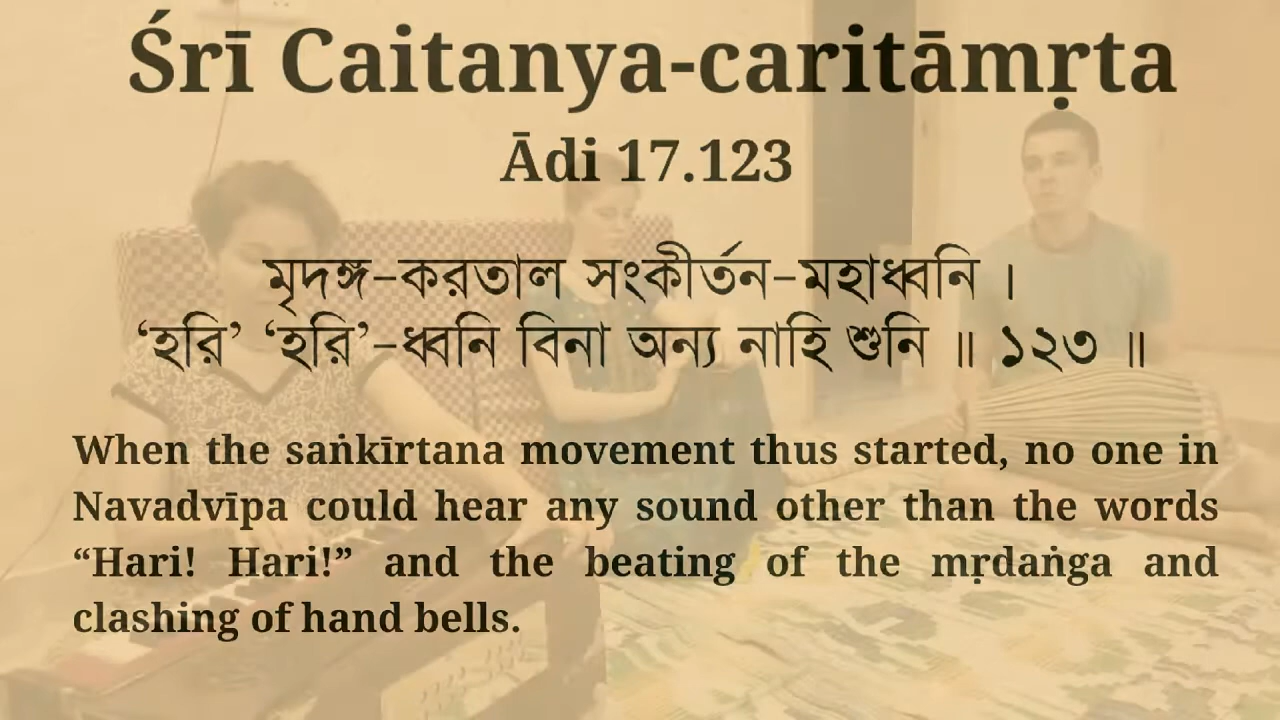 Śrī Caitanya-caritāmṛta
Ādi 17.123
মৃদঙ্গ-করতাল সংকীর্তন-মহাধ্বনি ।
‘হরি’ ‘হরি’-ধ্বনি বিনা অন্য নাহি শুনি ॥ ১২৩ ॥
When the saṅkīrtana movement thus started, no one in
Navadvīpa could hear any sound other than the words
“Hari! Hari!” and the beating of the mṛdaṅga and
clashing of hand bells.